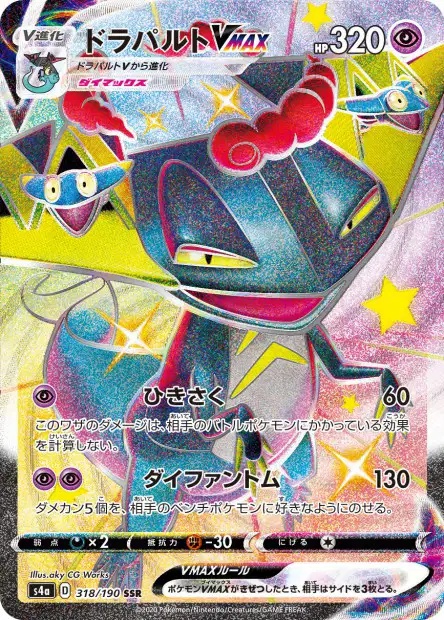 V進化
ドラパルトVMAX
HP320
ドラパルトVから進化
ダイマックス
ひきさく 60
このワザのダメージは、相手のバトルポケモンにかかっている効果
を計算しない。
ダイファントム 130
ダメカン5個を、相手のベンチポケモンに好きなようにのせる。
弱点 ×2 抵抗力 -30 にげる
VMAXルール
ポケモンVMAXがきぜつしたとき、相手はサイドを3枚とる。
Illus.aky CG Works
s4a D 318/190 SSR
©2020 Pokémon/Nintendo/Creatures/GAME FREAK